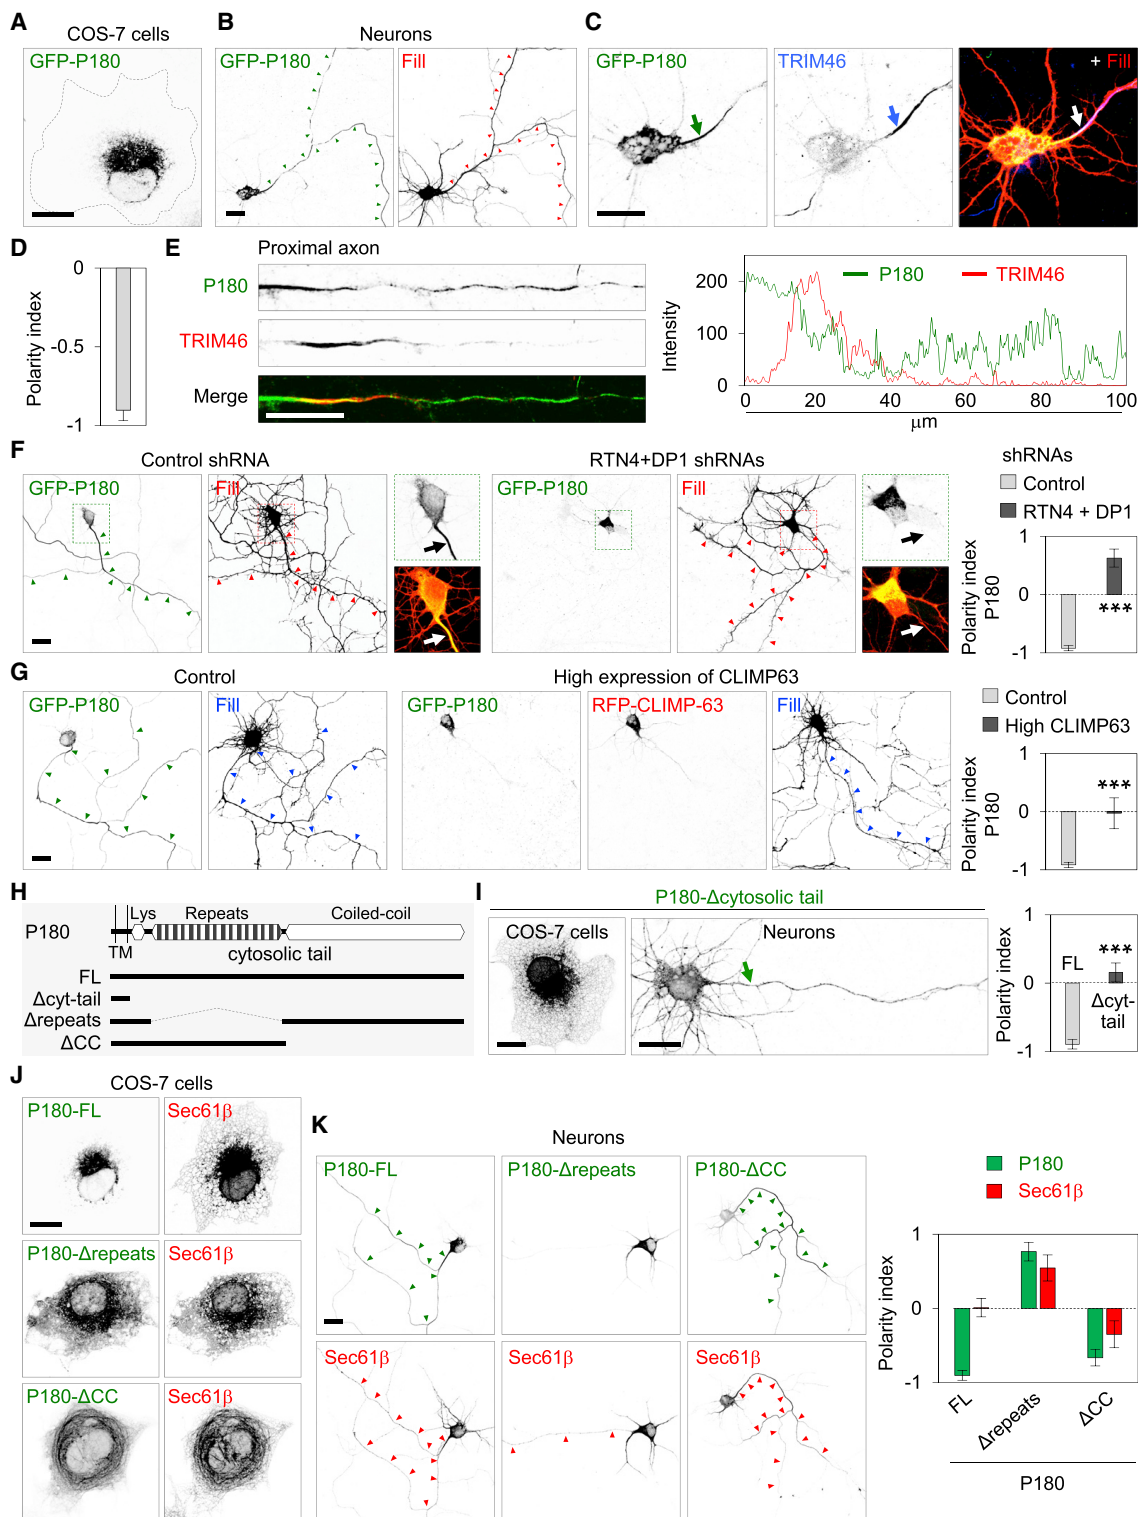 A
COS-7 cells
GFP-P180
B
Neurons
GFP-P180
Fill
C
GFP-P180
TRIM46
+ Fill
D
0
-0.5
-1
Polarity index
E
Proximal axon
P180
TRIM46
Merge
P180
TRIM46
Intensity
200
100
0
0
20
40
60
80
100
μm
F
Control shRNA
GFP-P180
Fill
RTN4+DP1 shRNAs
GFP-P180
Fill
shRNAs
Control
RTN4 + DP1
Polarity index
P180
1
0
-1
***
G
Control
GFP-P180
Fill
High expression of CLIMP63
GFP-P180
RFP-CLIMP-63
Fill
Control
High CLIMP63
Polarity index
P180
1
0
-1
***
H
P180
Lys
Repeats
Coiled-coil
TM
cytosolic tail
FL
Δcyt-tail
Δrepeats
ΔCC
I
P180-Δcytosolic tail
COS-7 cells
Neurons
Polarity index
1
0
-1
FL
***
Δcyt-
tail
J
COS-7 cells
P180-FL
Sec61β
P180-Δrepeats
Sec61β
P180-ΔCC
Sec61β
K
Neurons
P180-FL
P180-Δrepeats
P180-ΔCC
Sec61β
Sec61β
Sec61β
P180
Sec61β
Polarity index
1
0
-1
FL
Δrepeats
ΔCC
P180